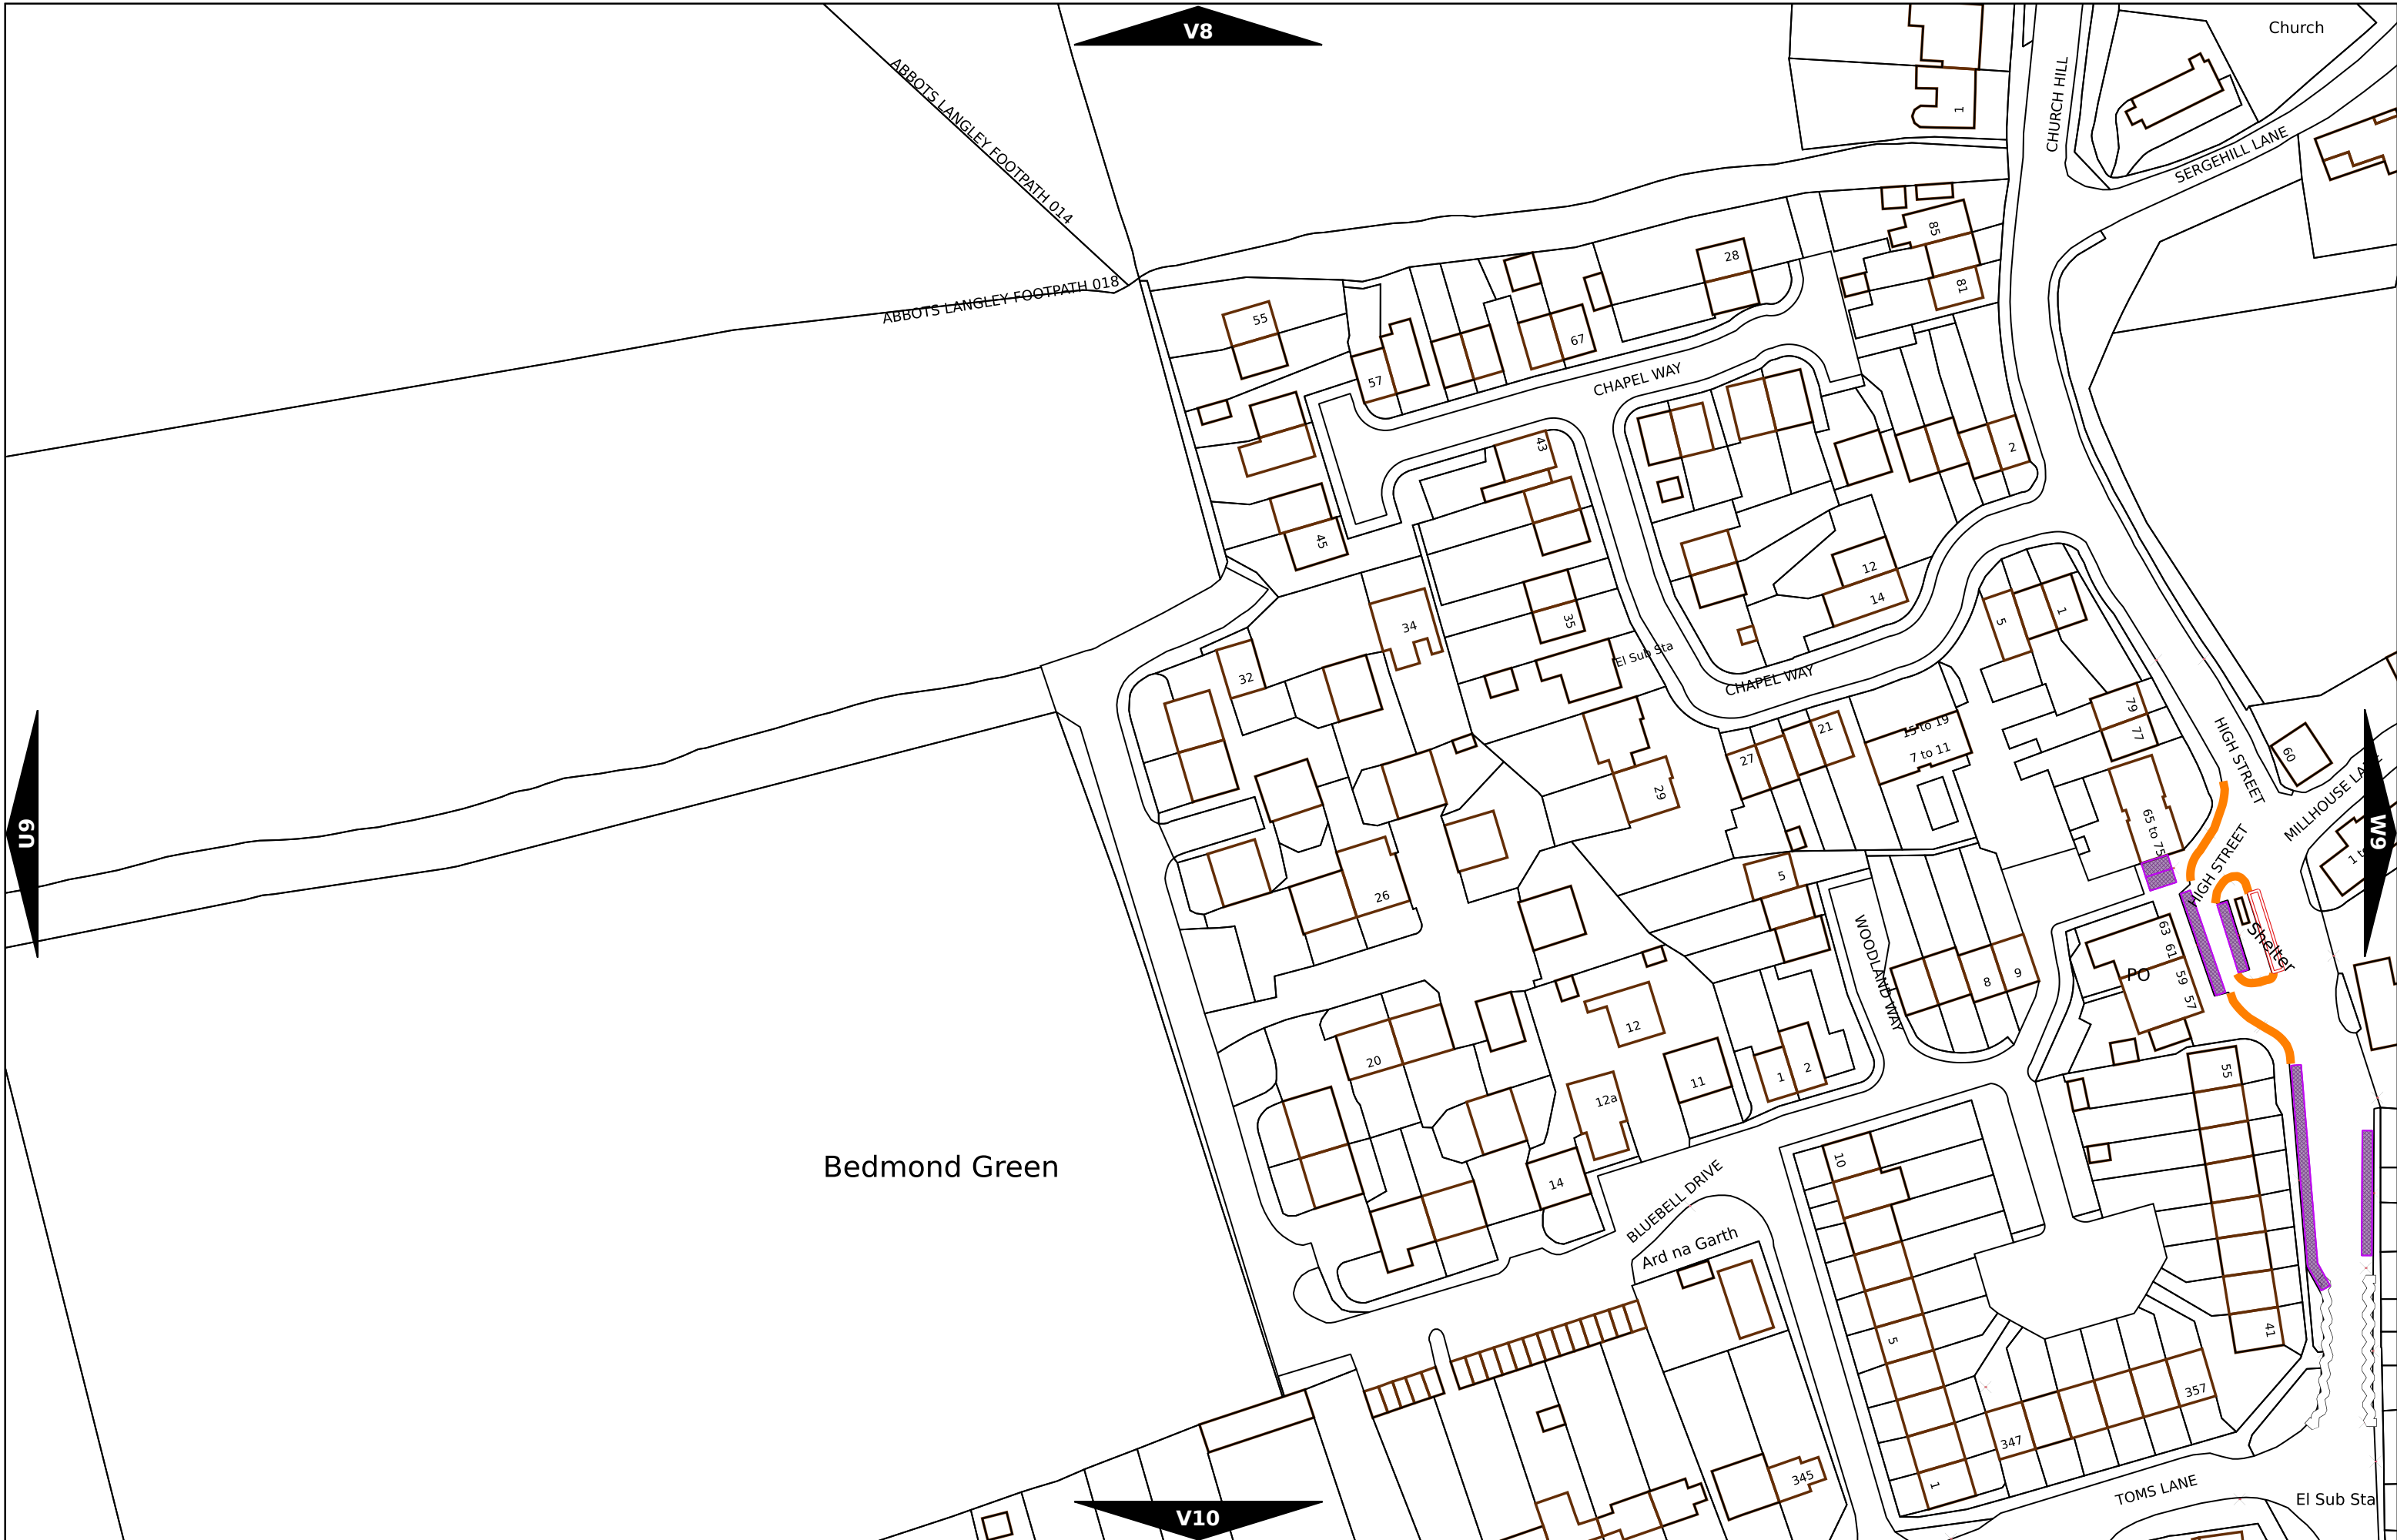 V8
Church
ABBOTS LANGLEY FOOTPATH 014
CHURCH HILL
1
SERGEHILL LANE
85
28
81
ABBOTS LANGLEY FOOTPATH 018
55
67
57
CHAPEL WAY
43
2
45
12
14
34
35
5
1
El Sub Sta
32
CHAPEL WAY
79
77
21
15 to 19
7 to 11
27
29
HIGH STREET
60
MILLHOUSE LANE
U9
W9
65 to 75
1 to
HIGH STREET
26
5
WOODLAND WAY
63
61
59
57
PO
Shelter
8
9
12
20
11
1
2
12a
55
14
10
Bedmond Green
BLUEBELL DRIVE
Ard na Garth
5
41
357
347
345
1
TOMS LANE
El Sub Sta
V10